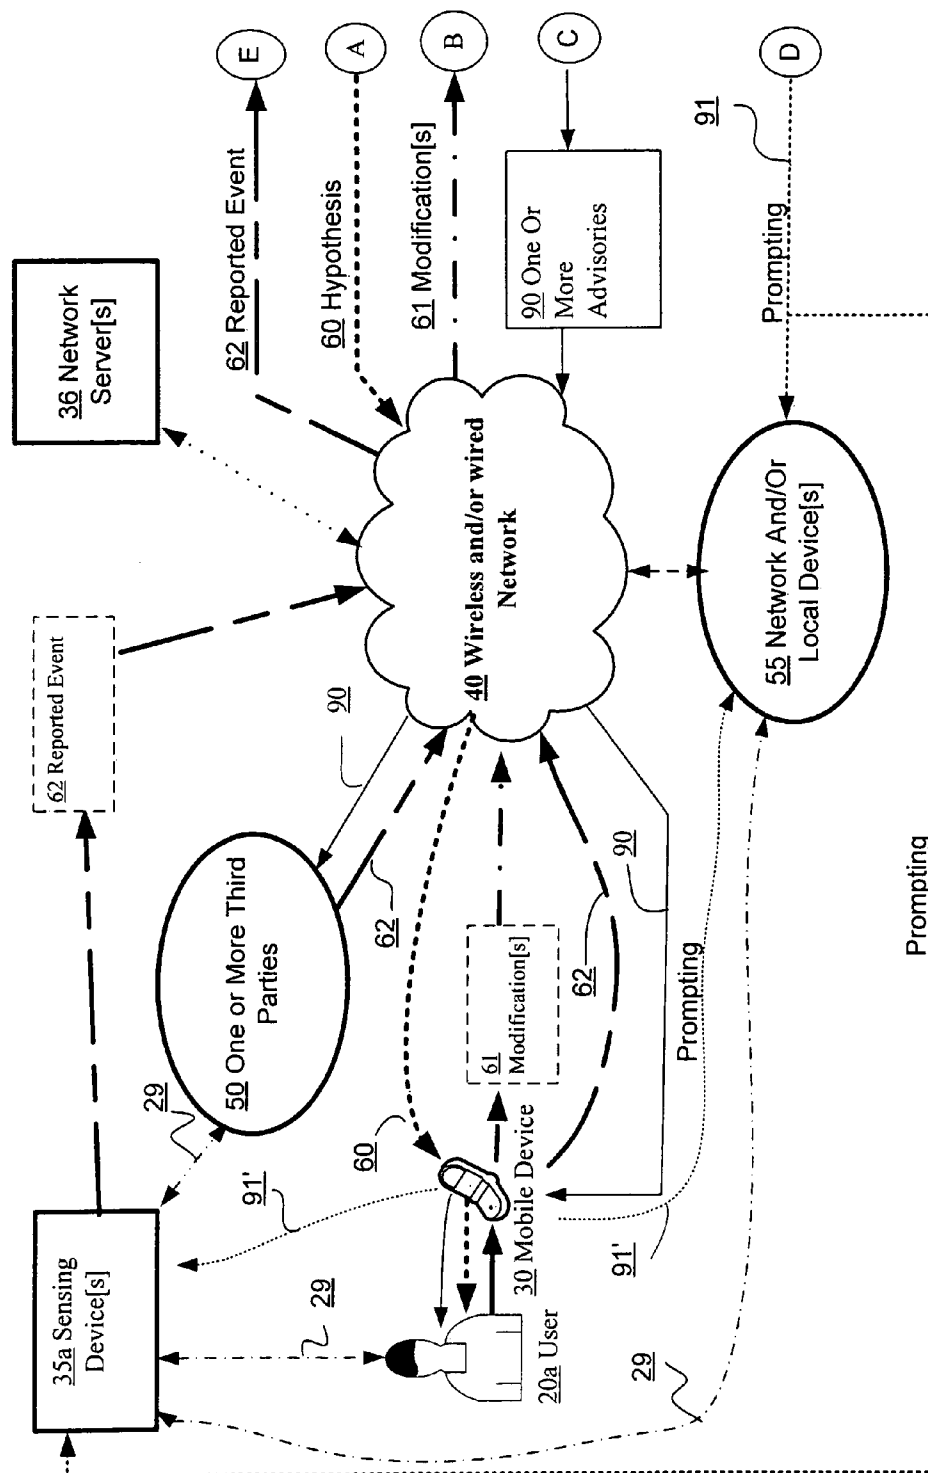 35a Sensing
Device[s]
62 Reported Event
36 Network
Server[s]
E
62 Reported Event
A
60 Hypothesis
B
61 Modification[s]
C
90 One Or
More
Advisories
D
91
Prompting
29
50 One or More Third
Parties
90
62
40 Wireless and/or wired
Network
91'
60
29
20a User
30 Mobile Device
61
Modification[s]
62
90
Prompting
91'
29
55 Network And/Or
Local Device[s]
Prompting